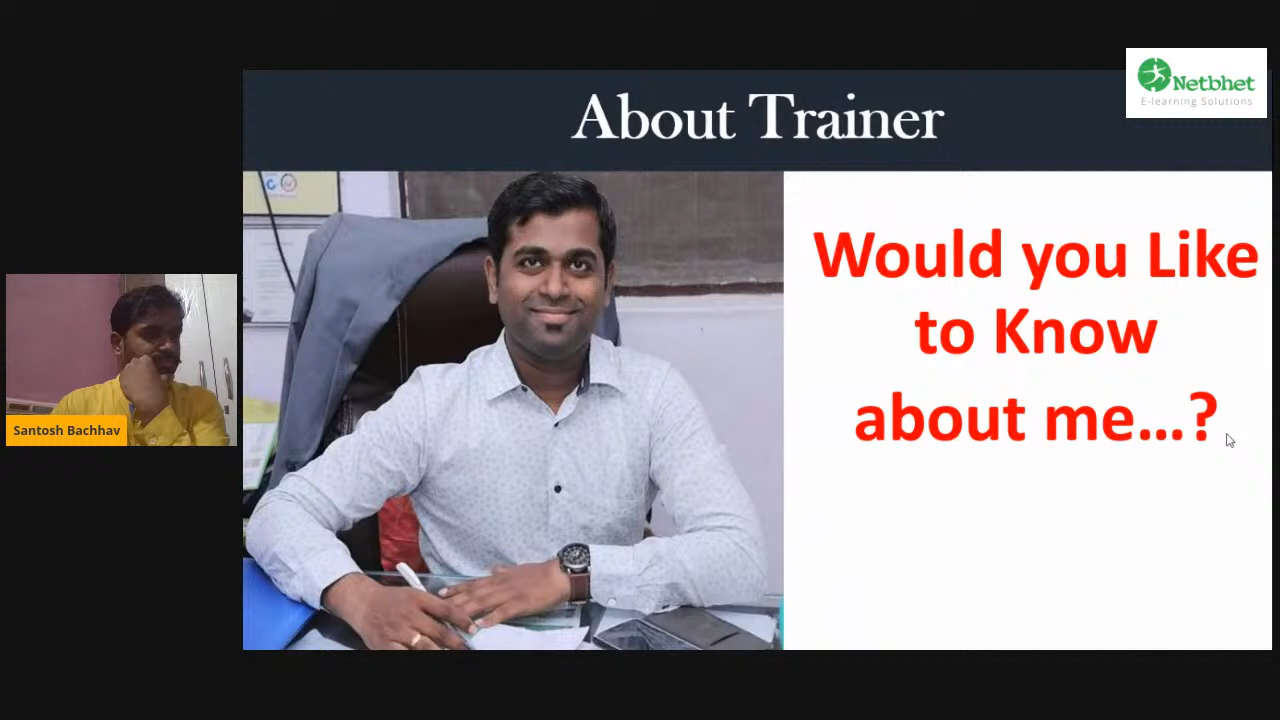 Netbhet
E-learning Solutions
About Trainer
Would you Like
to Know
about me...?
Santosh Bachhav